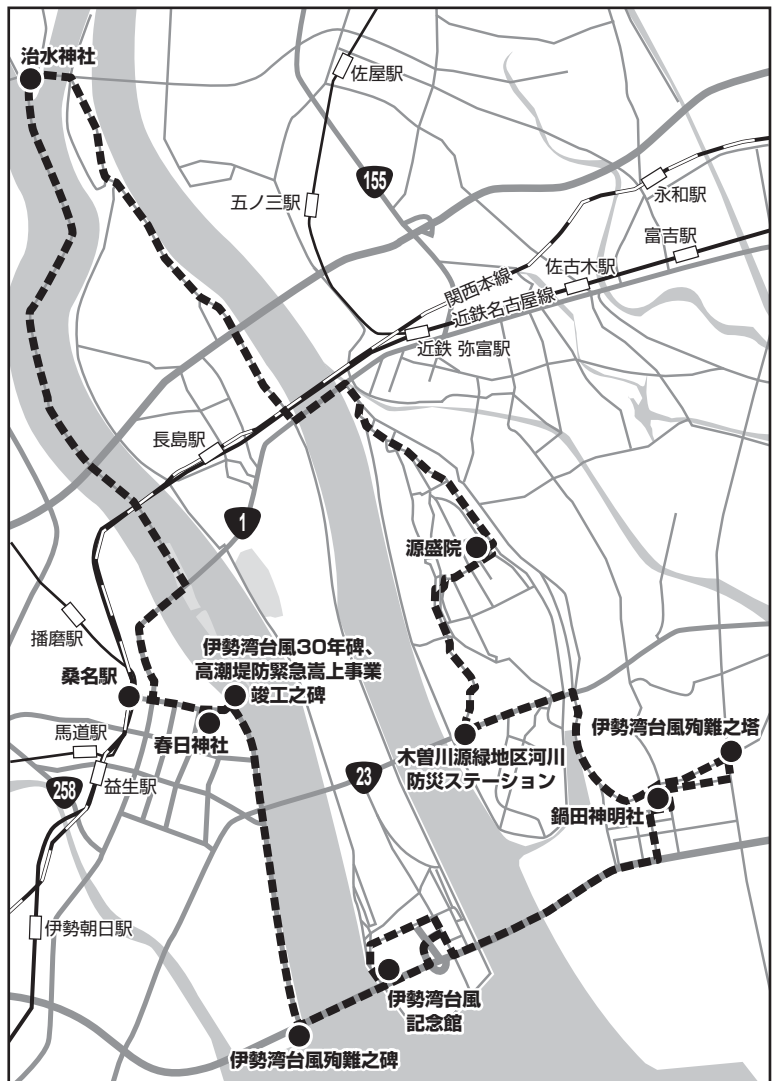 治水神社
佐屋駅
155
五ノ三駅
永和駅
富吉駅
佐古木駅
関西本線
近鉄名古屋線
近鉄 弥富駅
長島駅
1
源盛院
播磨駅
伊勢湾台風30年碑、
高潮堤防緊急嵩上事業
竣工之碑
桑名駅
春日神社
馬道駅
258
益生駅
23
木曽川源緑地区河川
防災ステーション
伊勢湾台風殉難之塔
鍋田神明社
伊勢朝日駅
伊勢湾台風
記念館
伊勢湾台風殉難之碑